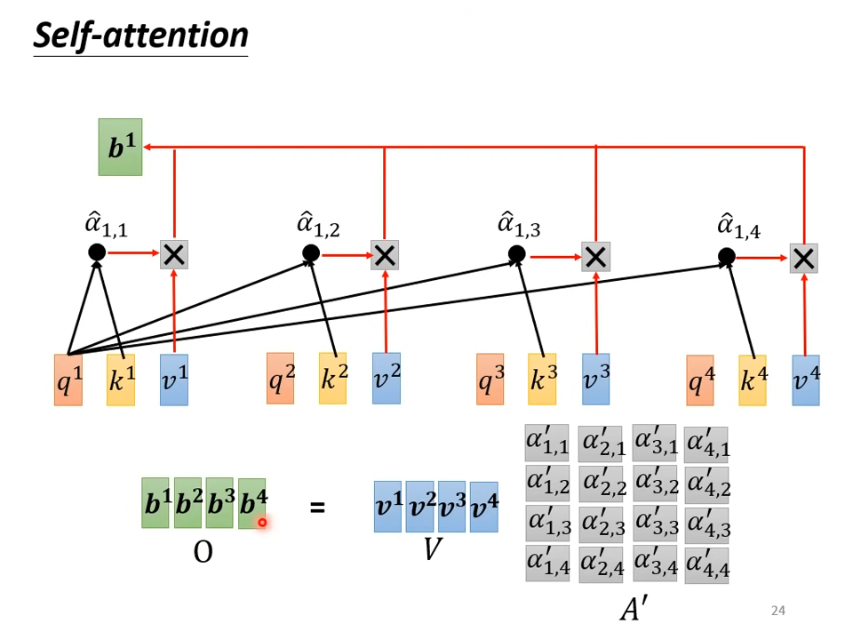 Self-attention
b¹
α̂₁,₁ α̂₁,₂ α̂₁,₃ α̂₁,₄
× × × ×
q¹ k¹ v¹ q² k² v² q³ k³ v³ q⁴ k⁴ v⁴
α′₁,₁ α′₂,₁ α′₃,₁ α′₄,₁
α′₁,₂ α′₂,₂ α′₃,₂ α′₄,₂
b¹ b² b³ b⁴ = v¹ v² v³ v⁴
α′₁,₃ α′₂,₃ α′₃,₃ α′₄,₃
α′₁,₄ α′₂,₄ α′₃,₄ α′₄,₄
O V A′
24